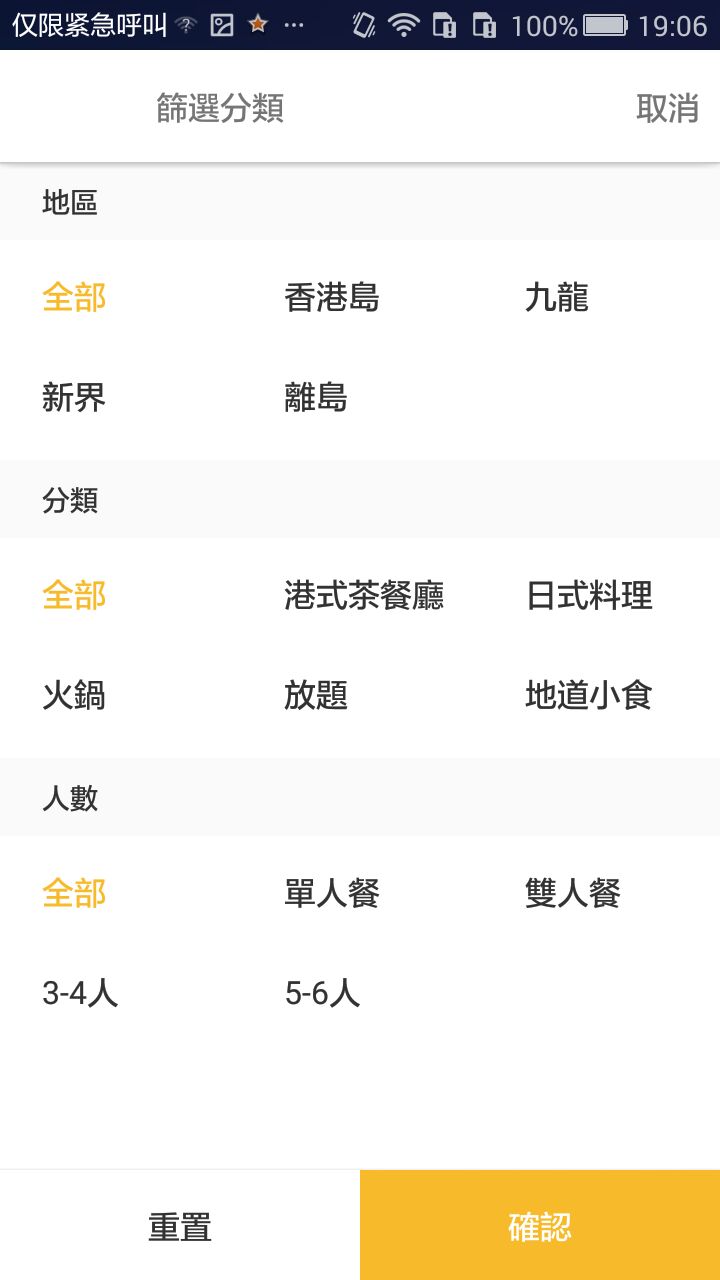 仅限紧急呼叫 100% 19:06
篩選分類 取消
地區
全部 香港島 九龍
新界 離島
分類
全部 港式茶餐廳 日式料理
火鍋 放題 地道小食
人數
全部 單人餐 雙人餐
3-4人 5-6人
重置 確認